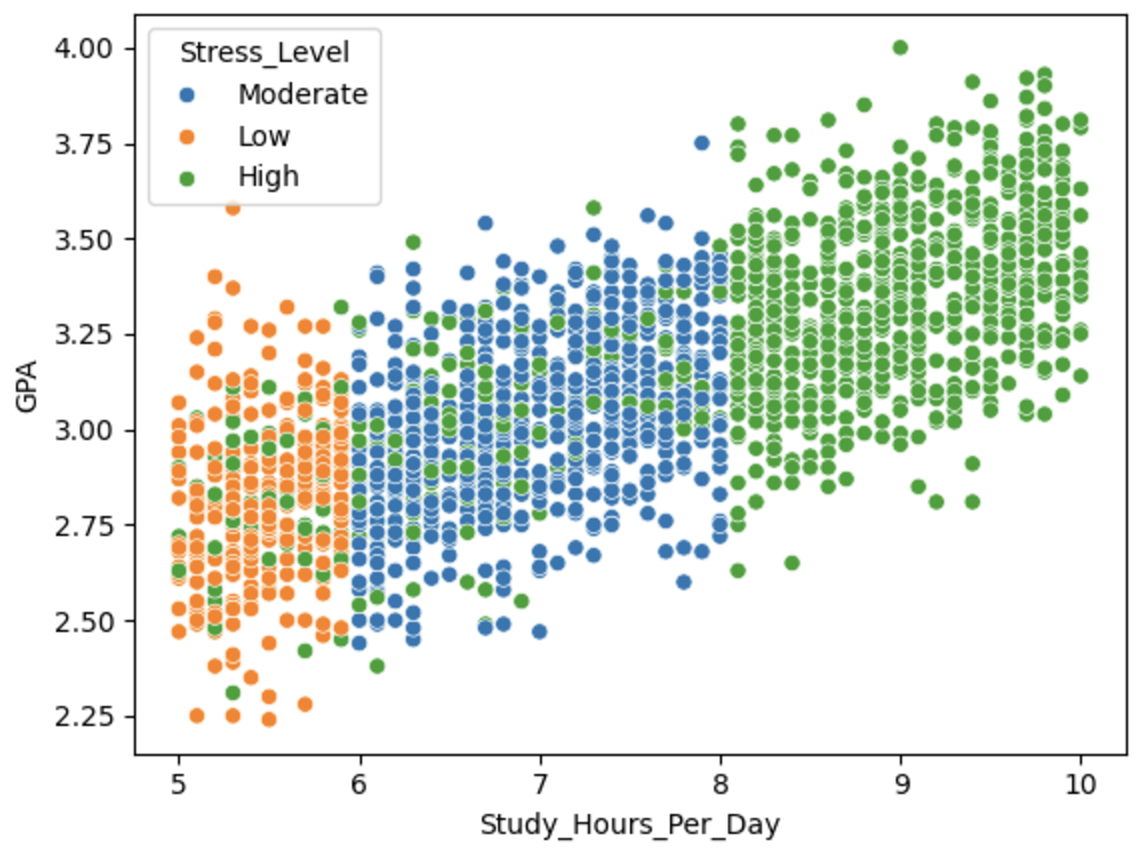 Stress_Level
Moderate
Low
High
4.00
3.75
3.50
3.25
3.00
2.75
2.50
2.25
GPA
5 6 7 8 9 10
Study_Hours_Per_Day